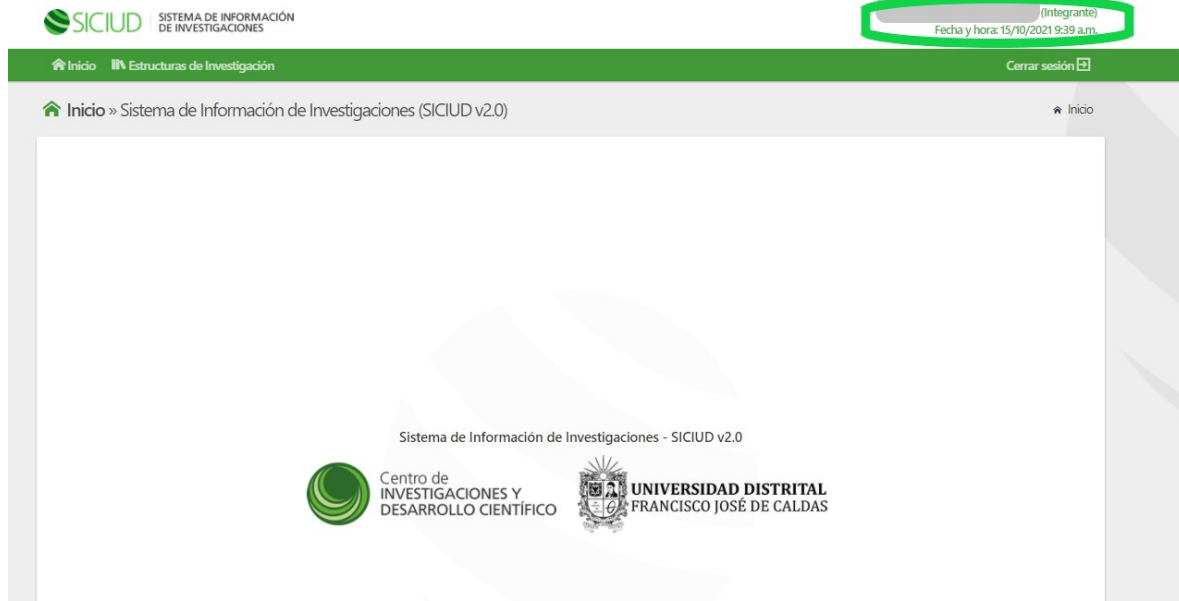 SICIUD
SISTEMA DE INFORMACIÓN
DE INVESTIGACIONES
(Integrante)
Fecha y hora: 15/10/2021 9:39 a.m.
Inicio Estructuras de Investigación Cerrar sesión
Inicio » Sistema de Información de Investigaciones (SICIUD v2.0) Inicio
Sistema de Información de Investigaciones - SICIUD v2.0
Centro de
INVESTIGACIONES Y
DESARROLLO CIENTÍFICO
UNIVERSIDAD DISTRITAL
FRANCISCO JOSÉ DE CALDAS